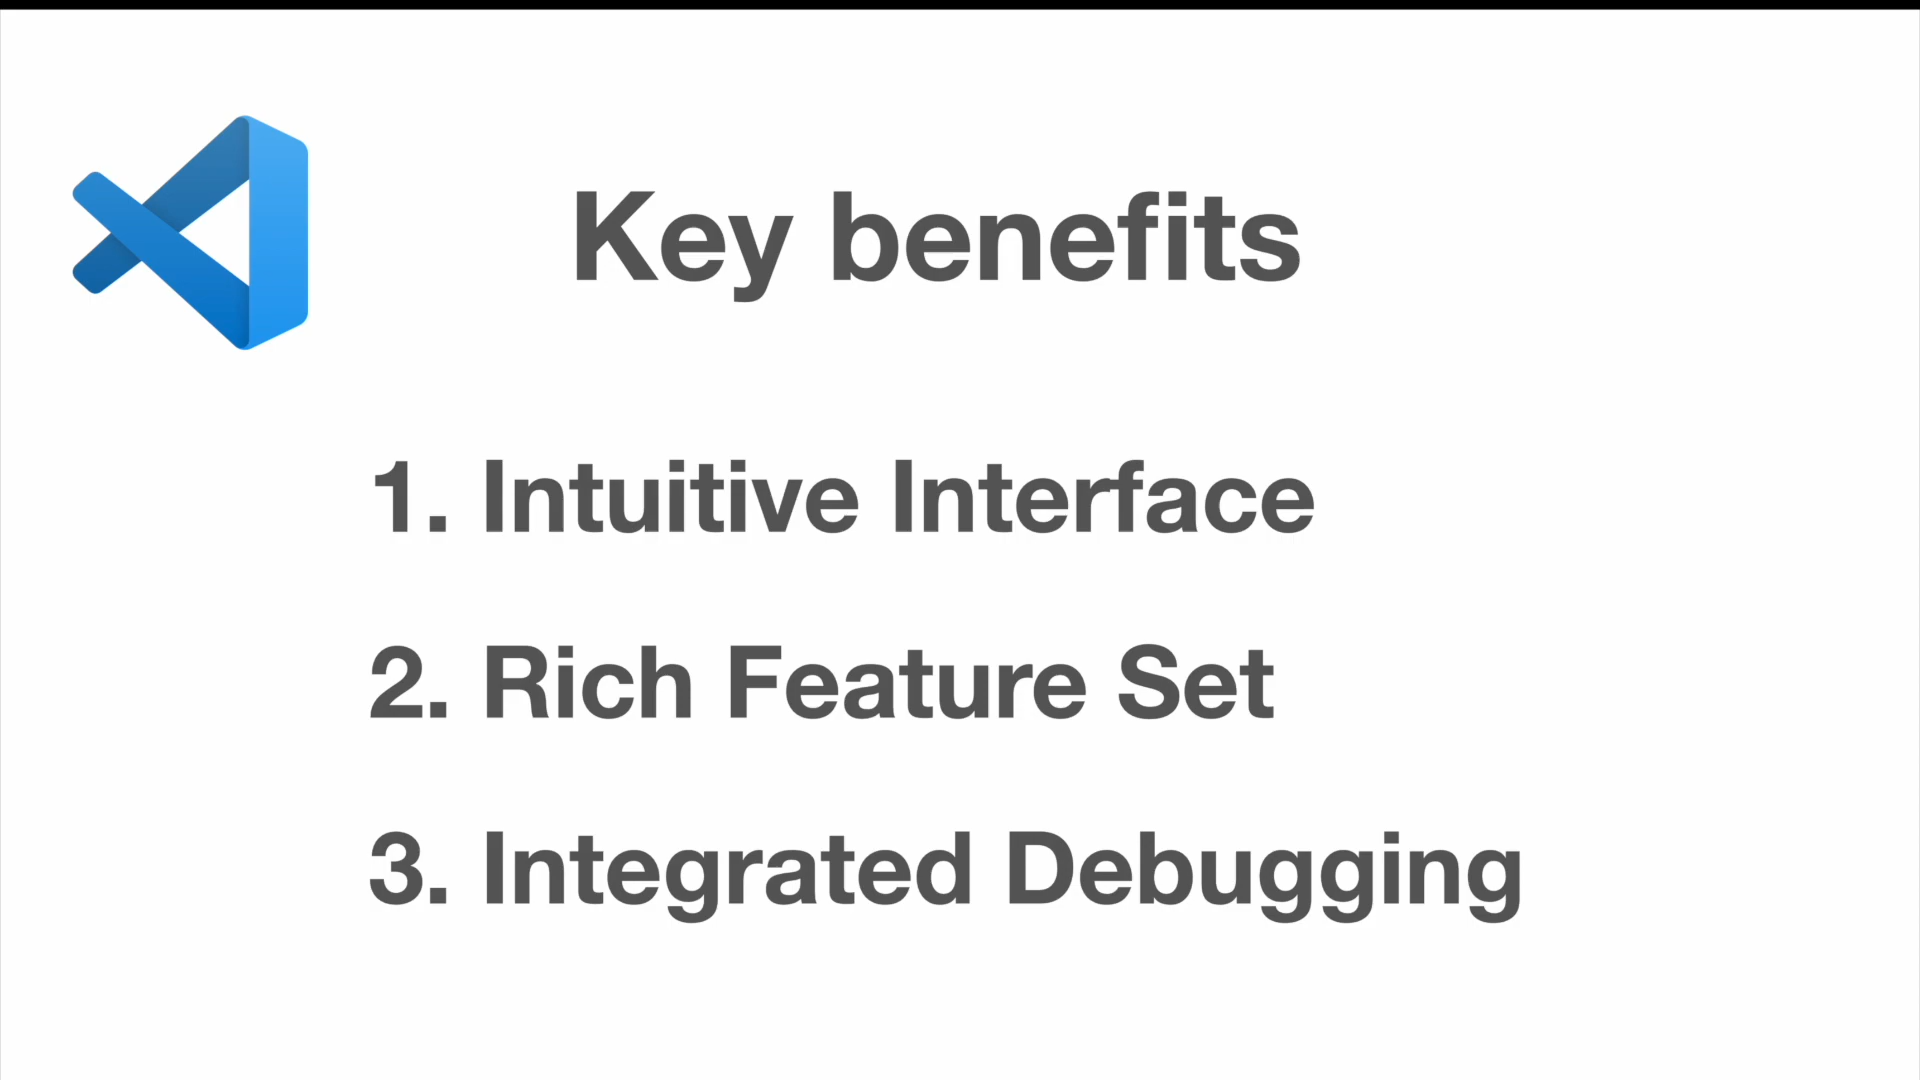 Key benefits
1. Intuitive Interface
2. Rich Feature Set
3. Integrated Debugging